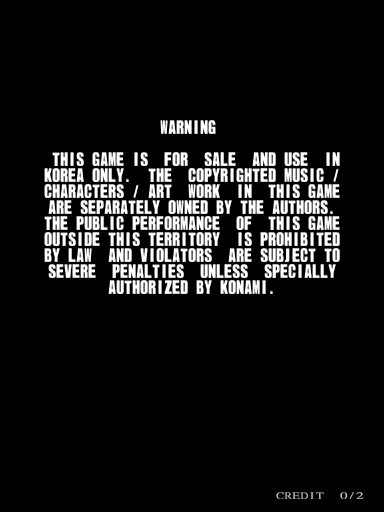 WARNING
THIS GAME IS FOR SALE AND USE IN
KOREA ONLY. THE COPYRIGHTED MUSIC /
CHARACTERS / ART WORK IN THIS GAME
ARE SEPARATELY OWNED BY THE AUTHORS.
THE PUBLIC PERFORMANCE OF THIS GAME
OUTSIDE THIS TERRITORY IS PROHIBITED
BY LAW AND VIOLATORS ARE SUBJECT TO
SEVERE PENALTIES UNLESS SPECIALLY
AUTHORIZED BY KONAMI.
CREDIT 0/2